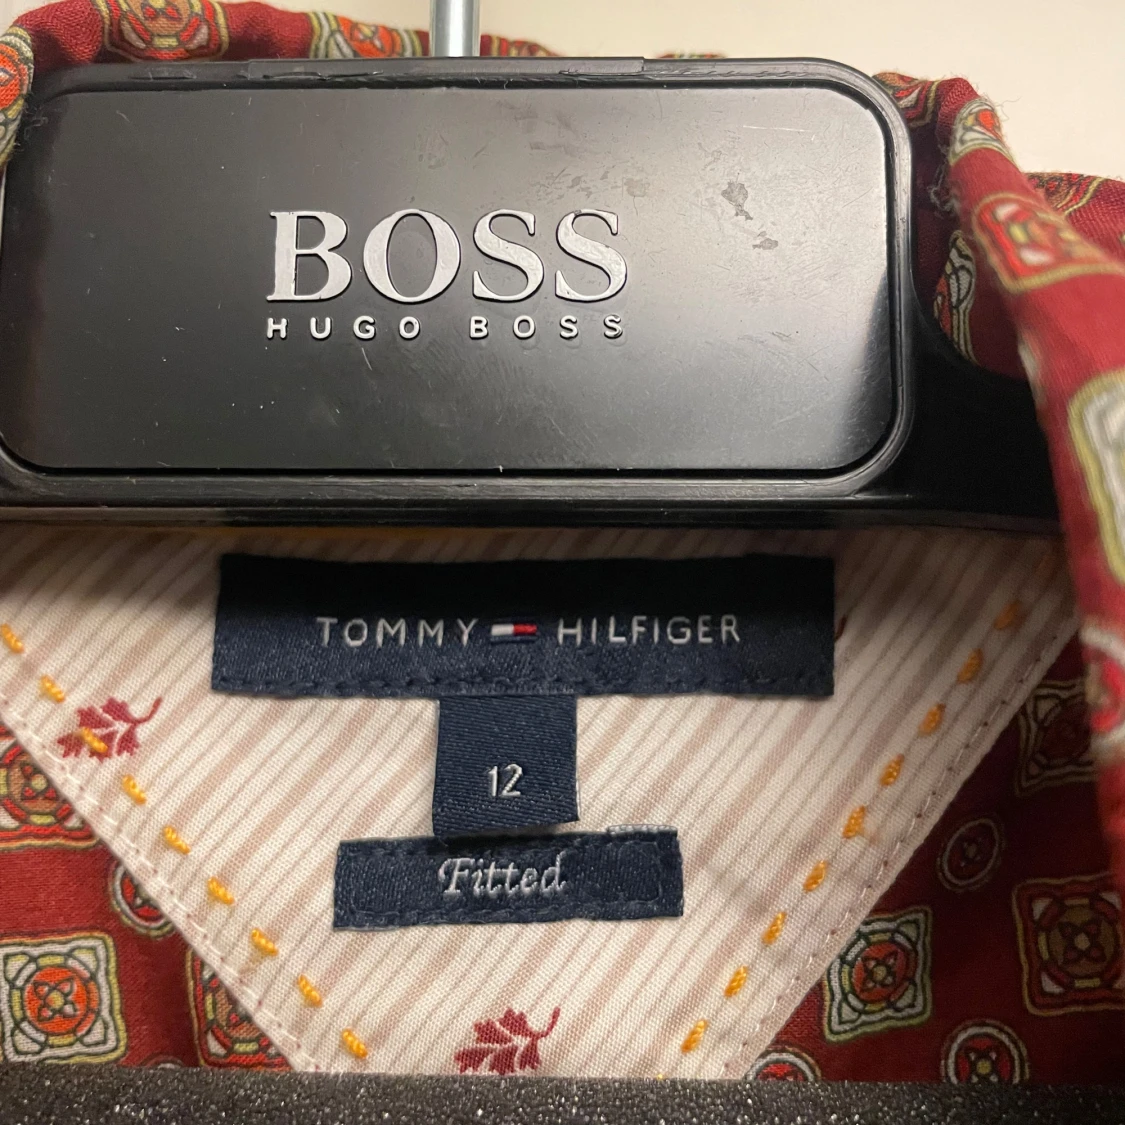 BOSS
HUGO BOSS
TOMMY HILFIGER
12
Fitted